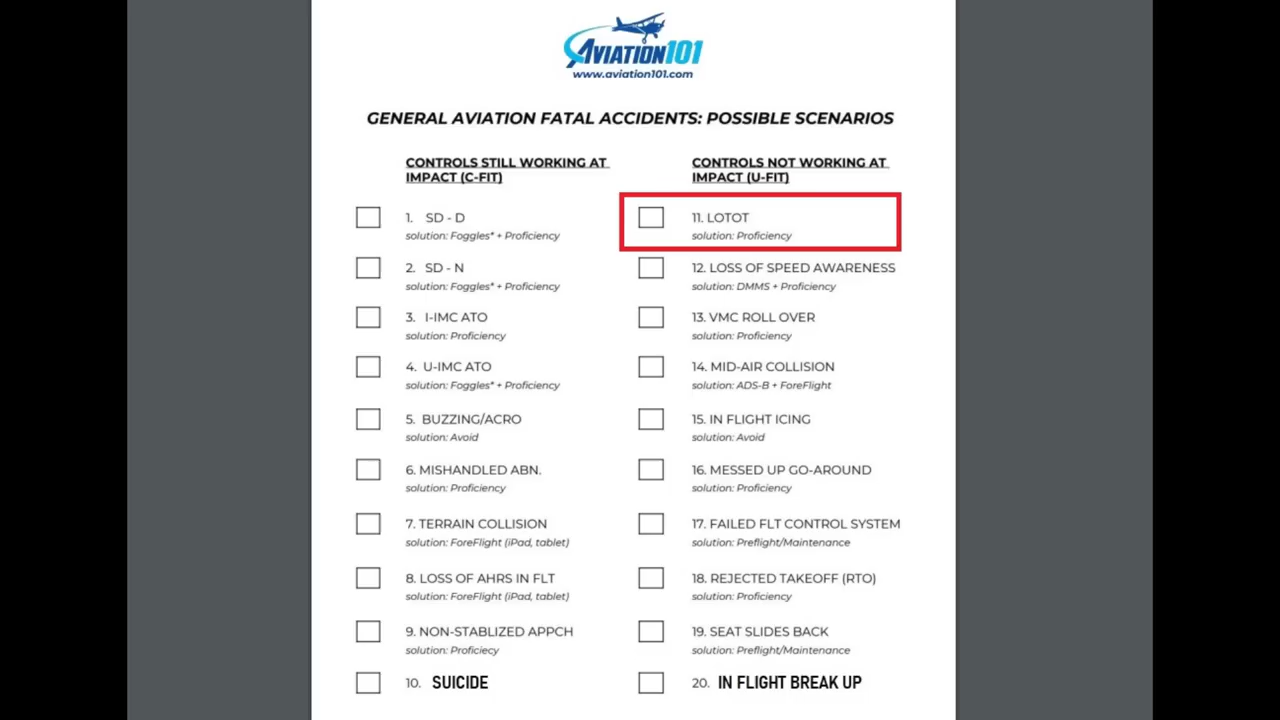 AVIATION101
www.aviation101.com
GENERAL AVIATION FATAL ACCIDENTS: POSSIBLE SCENARIOS
CONTROLS STILL WORKING AT
IMPACT (C-FIT)
1. SD - D
solution: Foggles* + Proficiency
2. SD - N
solution: Foggles* + Proficiency
3. I-IMC ATO
solution: Proficiency
4. U-IMC ATO
solution: Foggles* + Proficiency
5. BUZZING/ACRO
solution: Avoid
6. MISHANDLED ABN.
solution: Proficiency
7. TERRAIN COLLISION
solution: ForeFlight (iPad, tablet)
8. LOSS OF AHRS IN FLT
solution: ForeFlight (iPad, tablet)
9. NON-STABLIZED APPCH
solution: Proficiecy
10. SUICIDE
CONTROLS NOT WORKING AT
IMPACT (U-FIT)
11. LOTOT
solution: Proficiency
12. LOSS OF SPEED AWARENESS
solution: DMMS + Proficiency
13. VMC ROLL OVER
solution: Proficiency
14. MID-AIR COLLISION
solution: ADS-B + ForeFlight
15. IN FLIGHT ICING
solution: Avoid
16. MESSED UP GO-AROUND
solution: Proficiency
17. FAILED FLT CONTROL SYSTEM
solution: Preflight/Maintenance
18. REJECTED TAKEOFF (RTO)
solution: Proficiency
19. SEAT SLIDES BACK
solution: Preflight/Maintenance
20. IN FLIGHT BREAK UP